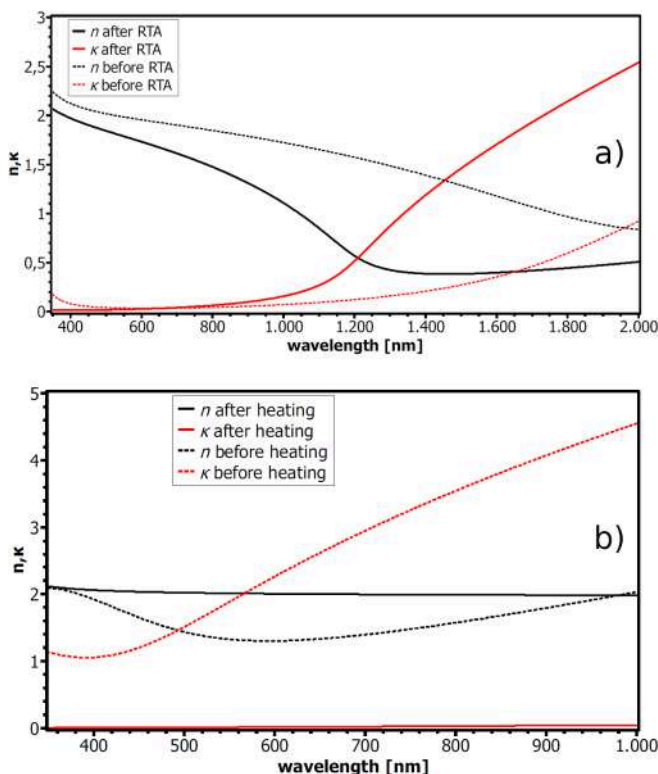 3
2,5
2
1,5
1
0,5
0
n,κ
n after RTA
κ after RTA
n before RTA
κ before RTA
a)
400 600 800 1.000 1.200 1.400 1.600 1.800 2.000
wavelength [nm]
5
4
3
2
1
0
n,κ
n after heating
κ after heating
n before heating
κ before heating
b)
400 500 600 700 800 900 1.000
wavelength [nm]